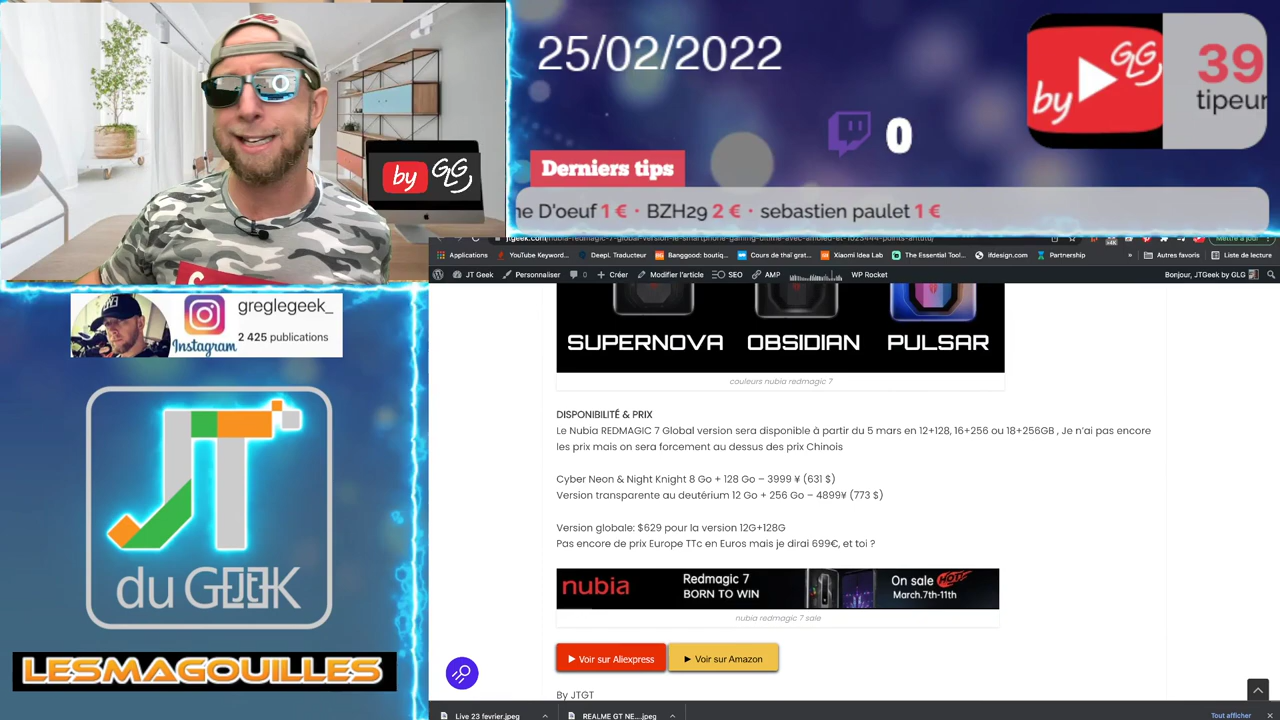 25/02/2022
by GLG
39
tipeur
0
Derniers tips
ne D'oeuf 1 € · BZH29 2 € · sebastien paulet 1 €
by GLG
Applications
YouTube Keyword...
Deepl. Traducteur
Banggood: boutiq...
Cours de thaï grat...
Xiaomi Idea Lab
The Essential Tool...
ifdesign.com
Partnership
»
Autres favoris
Liste de lecture
JT Geek
Personnaliser
0
Créer
Modifier l'article
SEO
AMP
WP Rocket
Bonjour, JTGeek by GLG
greglegeek_
2 425 publications
Instagram
SUPERNOVA OBSIDIAN PULSAR
couleurs nubia redmagic 7
DISPONIBILITÉ & PRIX
Le Nubia REDMAGIC 7 Global version sera disponible à partir du 5 mars en 12+128, 16+256 ou 18+256GB , Je n'ai pas encore
les prix mais on sera forcement au dessus des prix Chinois
Cyber Neon & Night Knight 8 Go + 128 Go – 3999 ¥ (631 $)
Version transparente au deutérium 12 Go + 256 Go – 4899¥ (773 $)
Version globale: $629 pour la version 12G+128G
Pas encore de prix Europe TTc en Euros mais je dirai 699€, et toi ?
nubia
Redmagic 7
BORN TO WIN
On sale HOT
March.7th-11th
nubia redmagic 7 sale
▶ Voir sur Aliexpress
► Voir sur Amazon
By JTGT
JT
du GEEK
LESMAGOUILLES
Live 23 fevrier.jpeg
REALME GT NE....jpeg
Tout afficher